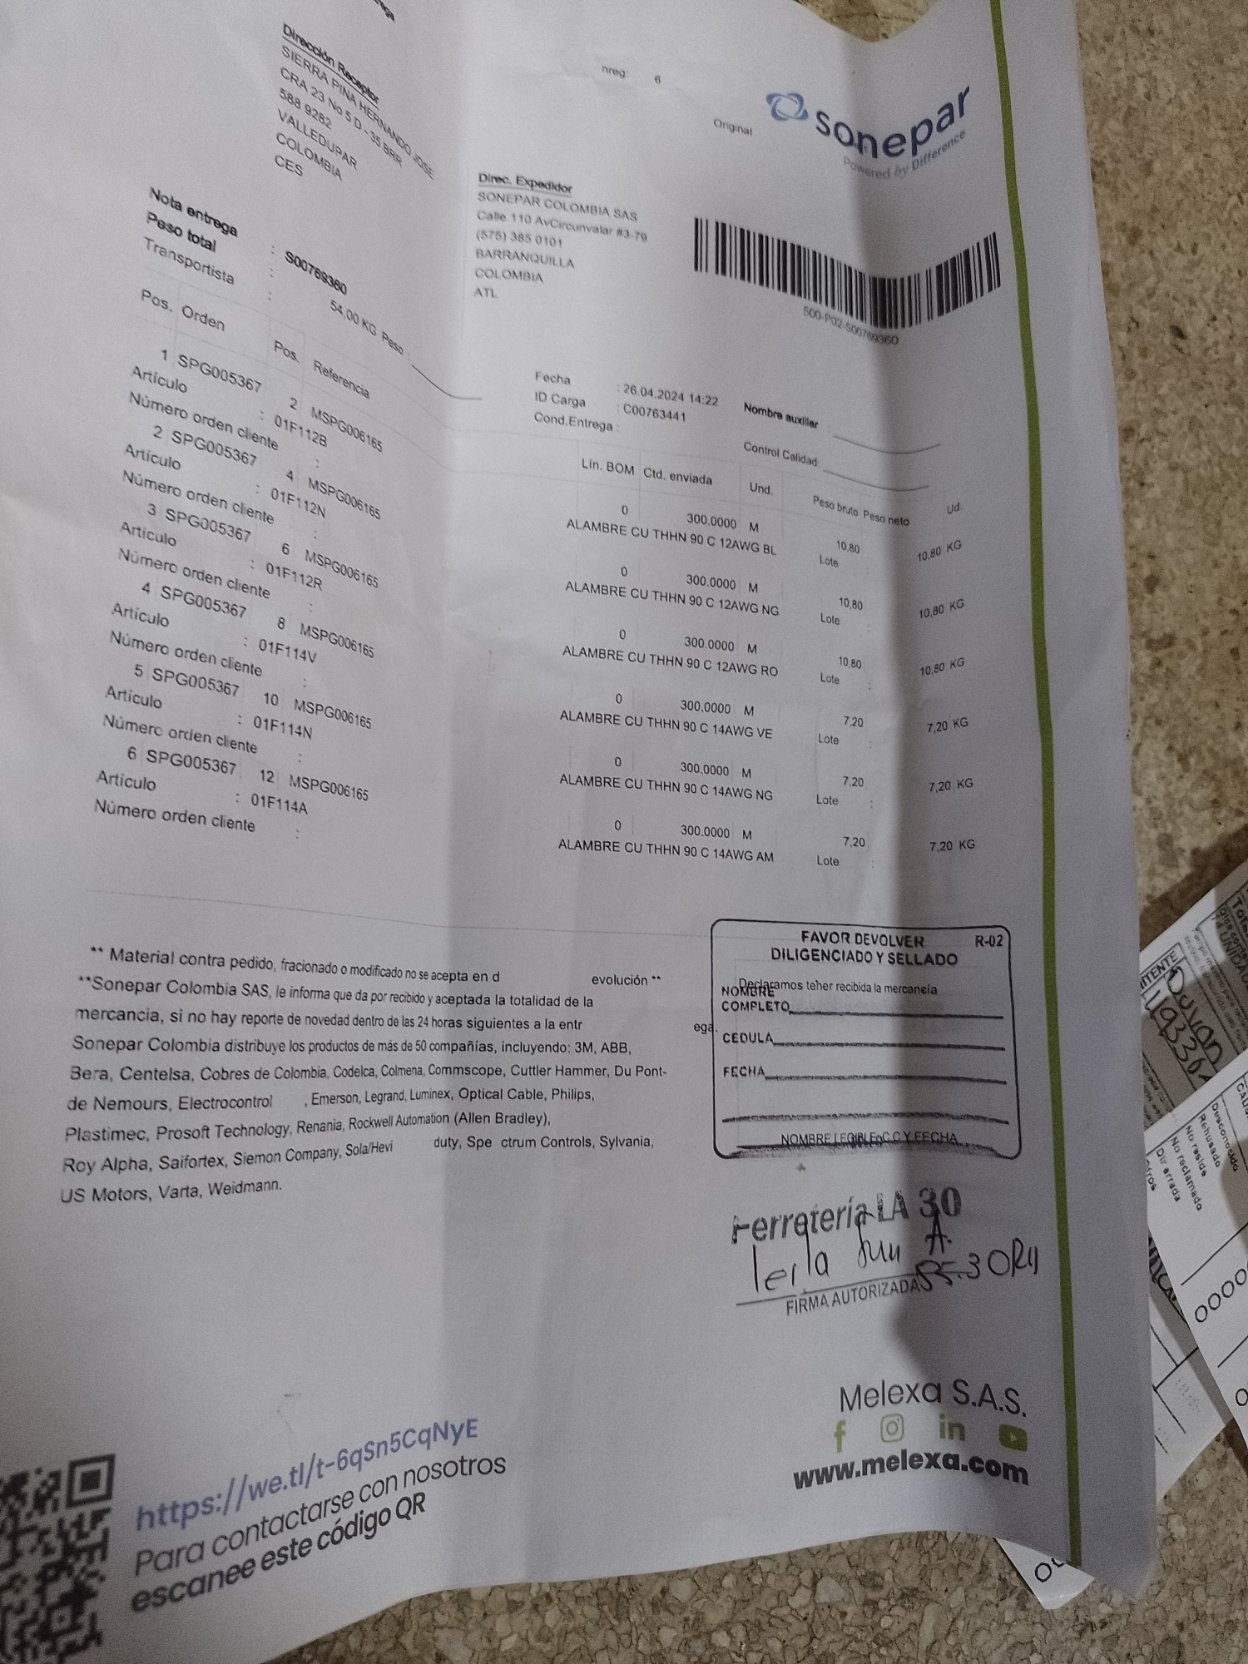 Dirección Receptor
SIERRA PINA HERNANDO JOSE
CRA 23 No 5 D - 35 BRR
588 9282
VALLEDUPAR
COLOMBIA
CES
nreg: 6
Original
sonepar
Powered by Difference
Direc. Expedidor
SONEPAR COLOMBIA SAS
Calle 110 AvCircunvalar #3-79
(575) 385 0101
BARRANQUILLA
COLOMBIA
ATL
500-P02-S00769360
Nota entrega : S00769360
Peso total : 54,00 KG Peso :
Transportista :
Fecha : 26.04.2024 14:22
ID Carga : C00763441
Cond.Entrega :
Nombre auxiliar :
Control Calidad:
Pos. Orden Pos. Referencia Lín. BOM Ctd. enviada Und. Peso bruto Peso neto Ud.
1 SPG005367 2 MSPG006165 0 300.0000 M 10,80 10,80 KG
Artículo : 01F112B ALAMBRE CU THHN 90 C 12AWG BL Lote :
Número orden cliente :
2 SPG005367 4 MSPG006165 0 300.0000 M 10,80 10,80 KG
Artículo : 01F112N ALAMBRE CU THHN 90 C 12AWG NG Lote :
Número orden cliente :
3 SPG005367 6 MSPG006165 0 300.0000 M 10,80 10,80 KG
Artículo : 01F112R ALAMBRE CU THHN 90 C 12AWG RO Lote :
Número orden cliente :
4 SPG005367 8 MSPG006165 0 300.0000 M 7,20 7,20 KG
Artículo : 01F114V ALAMBRE CU THHN 90 C 14AWG VE Lote :
Número orden cliente :
5 SPG005367 10 MSPG006165 0 300.0000 M 7,20 7,20 KG
Artículo : 01F114N ALAMBRE CU THHN 90 C 14AWG NG Lote :
Número orden cliente :
6 SPG005367 12 MSPG006165 0 300.0000 M 7,20 7,20 KG
Artículo : 01F114A ALAMBRE CU THHN 90 C 14AWG AM Lote :
Número orden cliente :
** Material contra pedido, fraccionado o modificado no se acepta en d evolución **
**Sonepar Colombia SAS, le informa que da por recibido y aceptada la totalidad de la
mercancia, si no hay reporte de novedad dentro de las 24 horas siguientes a la entr ega.
Sonepar Colombia distribuye los productos de más de 50 compañías, incluyendo: 3M, ABB,
Bera, Centelsa, Cobres de Colombia, Codelca, Colmena, Commscope, Cuttler Hammer, Du Pont-
de Nemours, Electrocontrol , Emerson, Legrand, Luminex, Optical Cable, Philips,
Plastimec, Prosoft Technology, Renania, Rockwell Automation (Allen Bradley),
Roy Alpha, Saifortex, Siemon Company, Sola/Hevi duty, Spe ctrum Controls, Sylvania,
US Motors, Varta, Weidmann.
FAVOR DEVOLVER R-02
DILIGENCIADO Y SELLADO
Declaramos teher recibida la mercancía
NOMBRE
COMPLETO
CEDULA
FECHA
NOMBRE LEGIBLE, C.C Y FECHA
Ferretería LA 30
leila
FIRMA AUTORIZADA
Melexa S.A.S.
f in
www.melexa.com
https://we.tl/t-6qSn5CqNyE
Para contactarse con nosotros
escanee este código QR
Desconocido
Rehusado
No reside
No reclamado
Dir errada